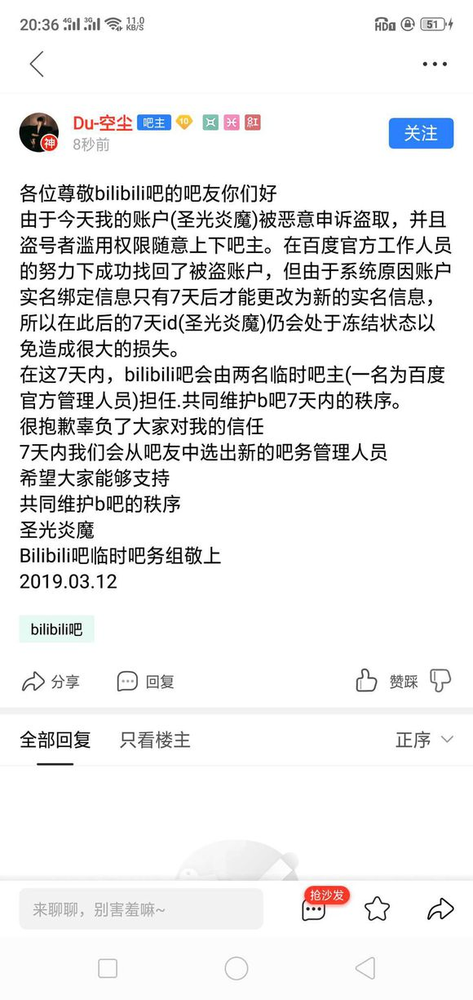 20:36 4G 3G 11.0 KB/S HD 1 51
Du-空尘 吧主 10 紅
神
8秒前
关注
各位尊敬bilibili吧的吧友你们好
由于今天我的账户(圣光炎魔)被恶意申诉盗取，并且
盗号者滥用权限随意上下吧主。在百度官方工作人员
的努力下成功找回了被盗账户，但由于系统原因账户
实名绑定信息只有7天后才能更改为新的实名信息，
所以在此后的7天id(圣光炎魔)仍会处于冻结状态以
免造成很大的损失。
在这7天内，bilibili吧会由两名临时吧主(一名为百度
官方管理人员)担任.共同维护b吧7天内的秩序。
很抱歉辜负了大家对我的信任
7天内我们会从吧友中选出新的吧务管理人员
希望大家能够支持
共同维护b吧的秩序
圣光炎魔
Bilibili吧临时吧务组敬上
2019.03.12
bilibili吧
分享 回复 赞踩
全部回复 只看楼主 正序
抢沙发
来聊聊，别害羞嘛~